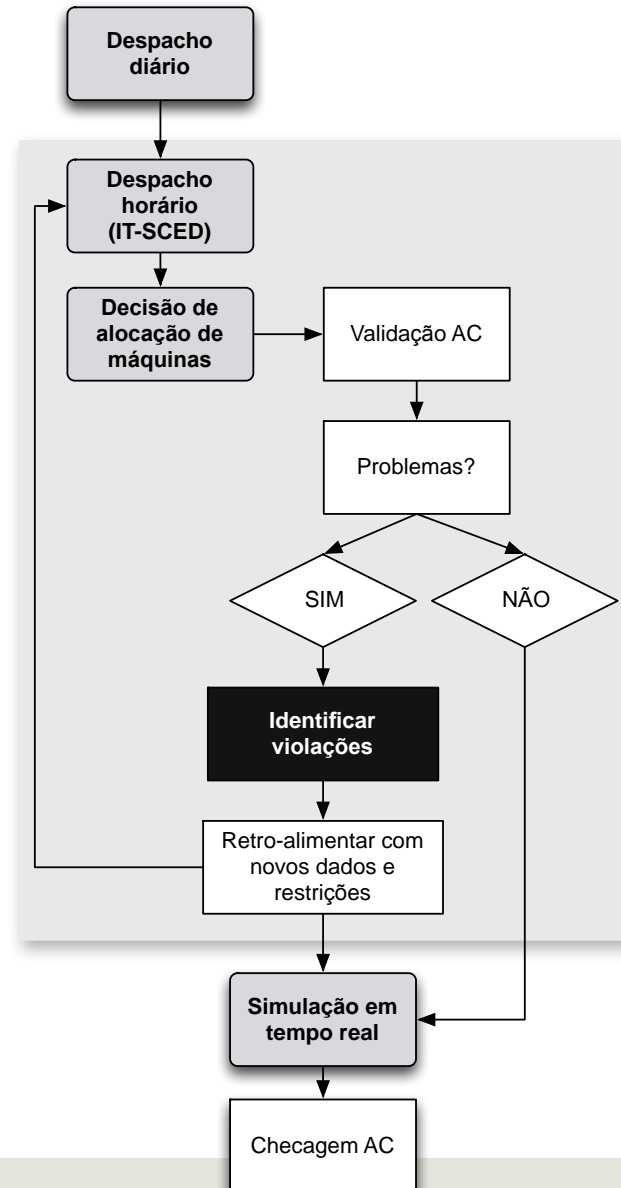 Despacho
diário
Despacho
horário
(IT-SCED)
Decisão de
alocação de
máquinas
Validação AC
Problemas?
SIM
NÃO
Identificar
violações
Retro-alimentar com
novos dados e
restrições
Simulação em
tempo real
Checagem AC